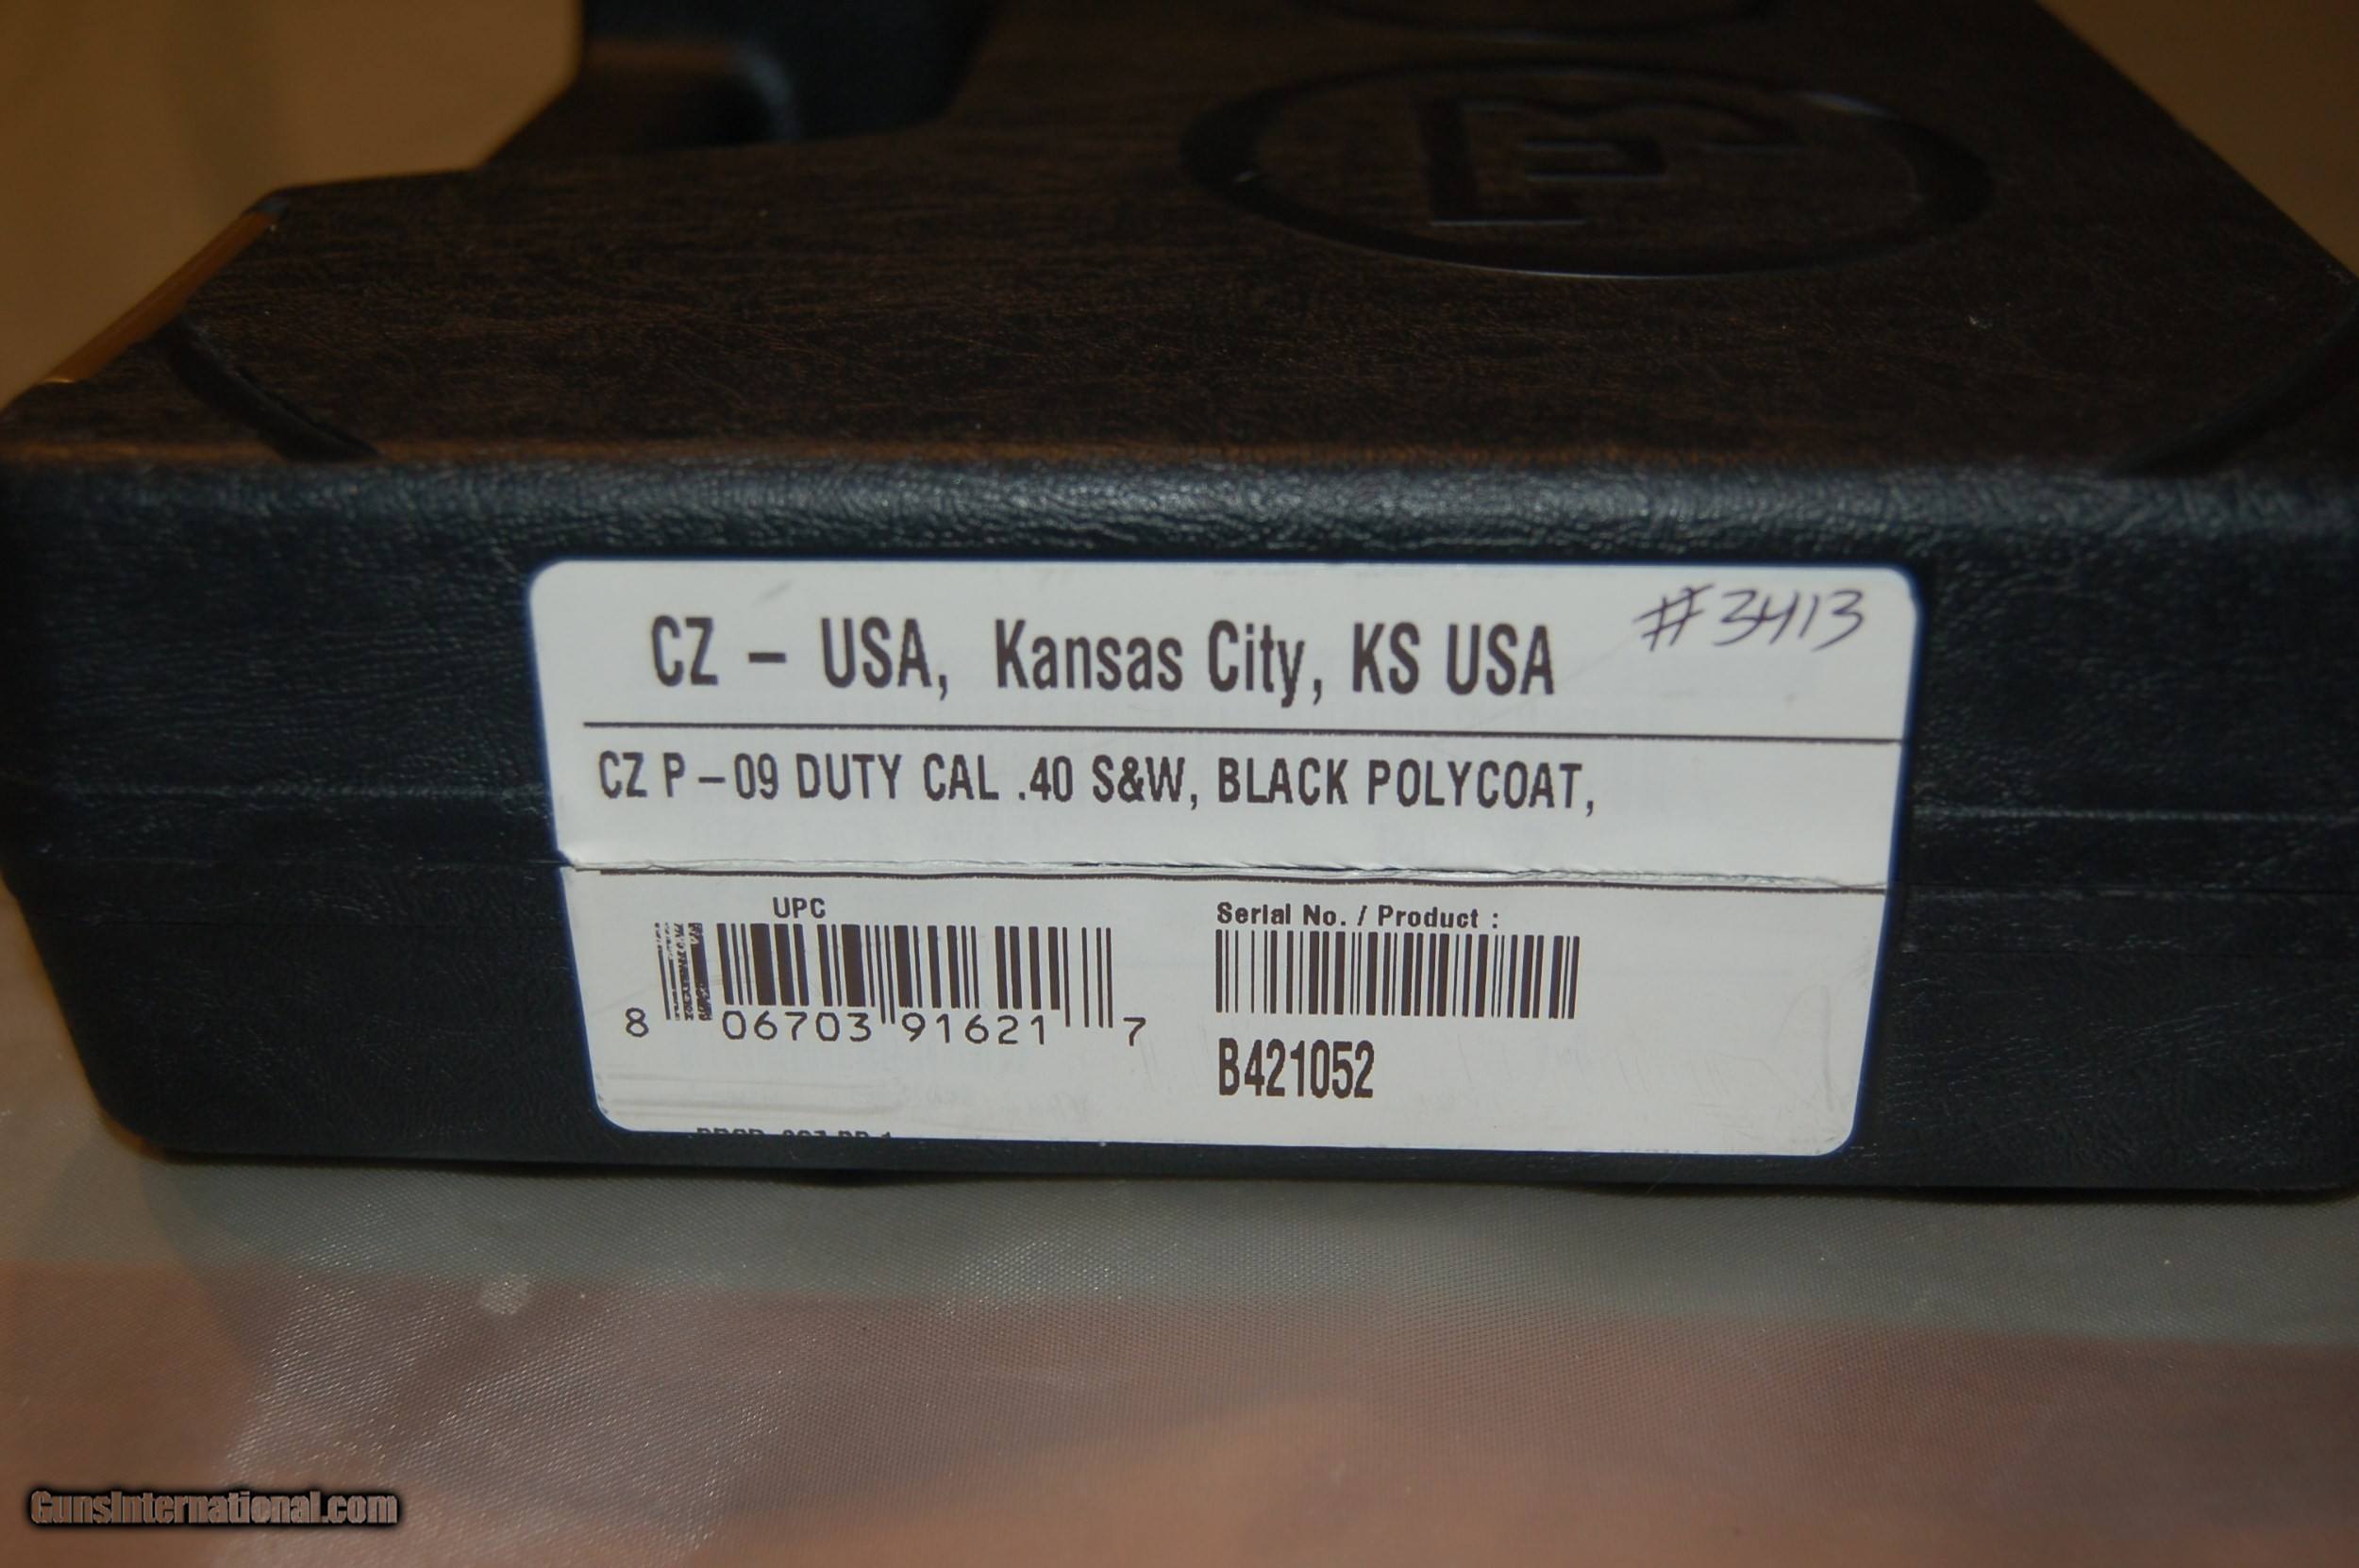 #3413
CZ – USA, Kansas City, KS USA
CZ P – 09 DUTY CAL .40 S&W, BLACK POLYCOAT,
UPC
8 06703 91621 7
Serial No. / Product :
B421052
GunsInternational.com